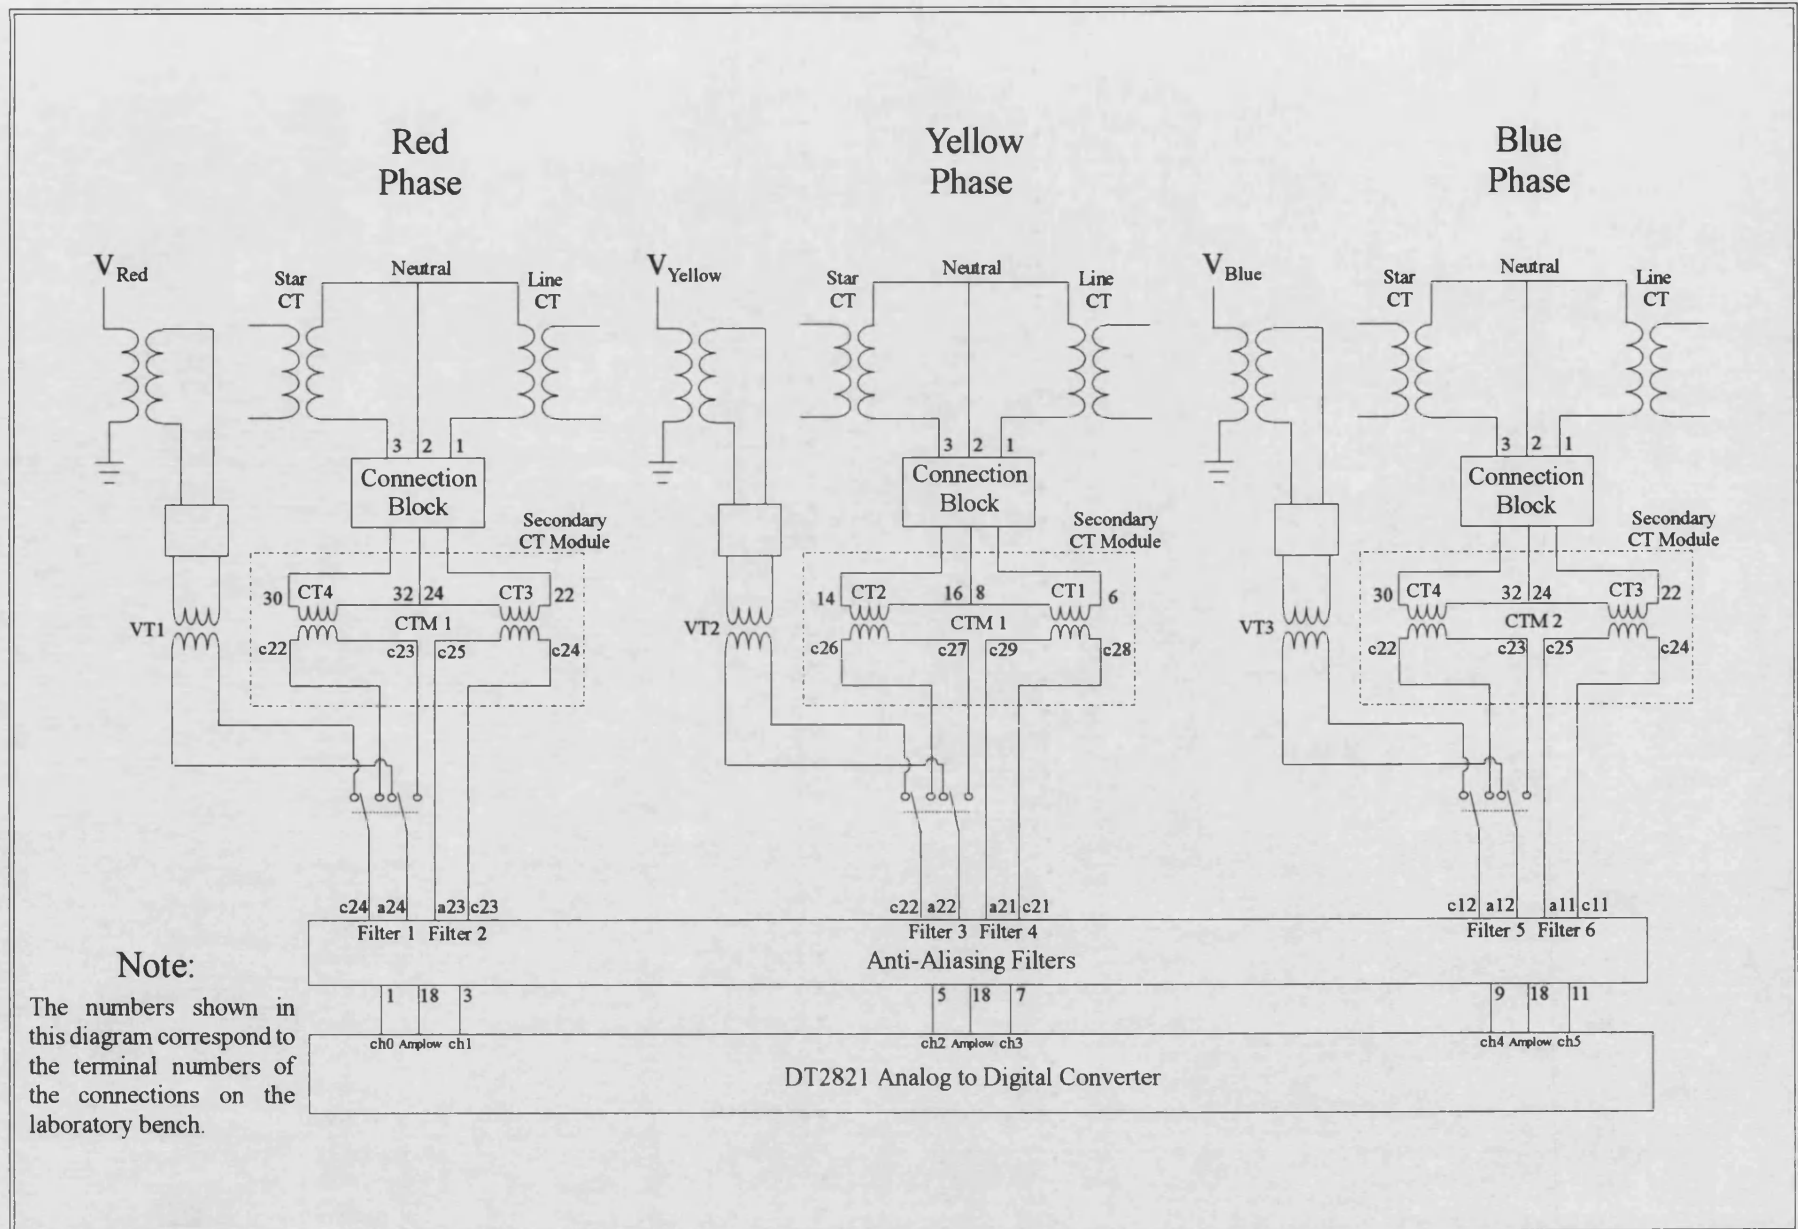 Red
Phase
Yellow
Phase
Blue
Phase
V Red
Star
CT
Neutral
Line
CT
V Yellow
Star
CT
Neutral
Line
CT
V Blue
Star
CT
Neutral
Line
CT
3 2 1
Connection
Block
3 2 1
Connection
Block
3 2 1
Connection
Block
Secondary
CT Module
30 CT4 32 24 CT3 22
CTM 1
VT1
c22 c23 c25 c24
Secondary
CT Module
14 CT2 16 8 CT1 6
CTM 1
VT2
c26 c27 c29 c28
Secondary
CT Module
30 CT4 32 24 CT3 22
CTM 2
VT3
c22 c23 c25 c24
c24 a24 a23 c23
c22 a22 a21 c21
c12 a12 a11 c11
Filter 1 Filter 2
Filter 3 Filter 4
Filter 5 Filter 6
Anti-Aliasing Filters
1 18 3
5 18 7
9 18 11
ch0 Amplow ch1
ch2 Amplow ch3
ch4 Amplow ch5
DT2821 Analog to Digital Converter
Note:
The numbers shown in
this diagram correspond to
the terminal numbers of
the connections on the
laboratory bench.